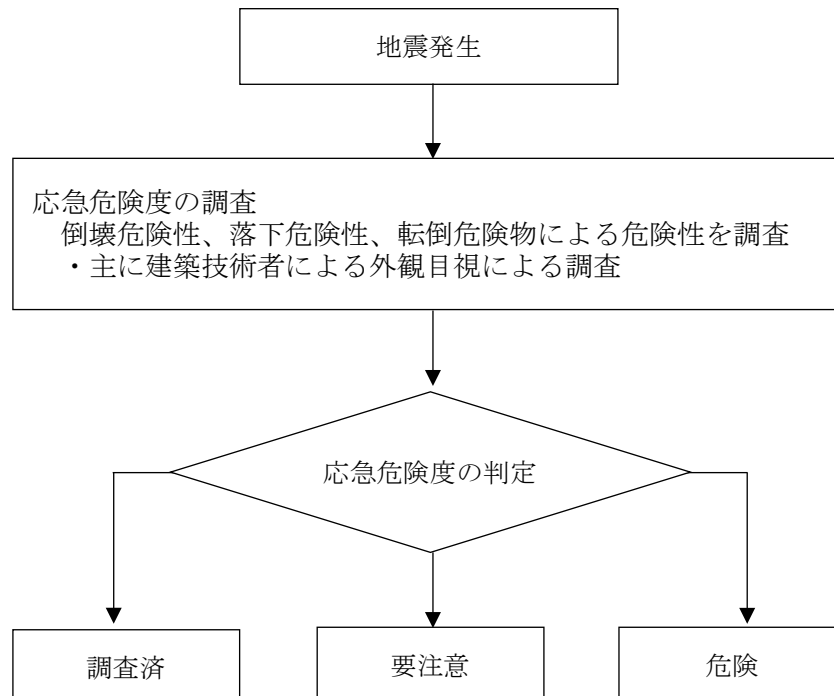 地震発生
応急危険度の調査
倒壊危険性、落下危険性、転倒危険物による危険性を調査
・主に建築技術者による外観目視による調査
応急危険度の判定
調査済
要注意
危険